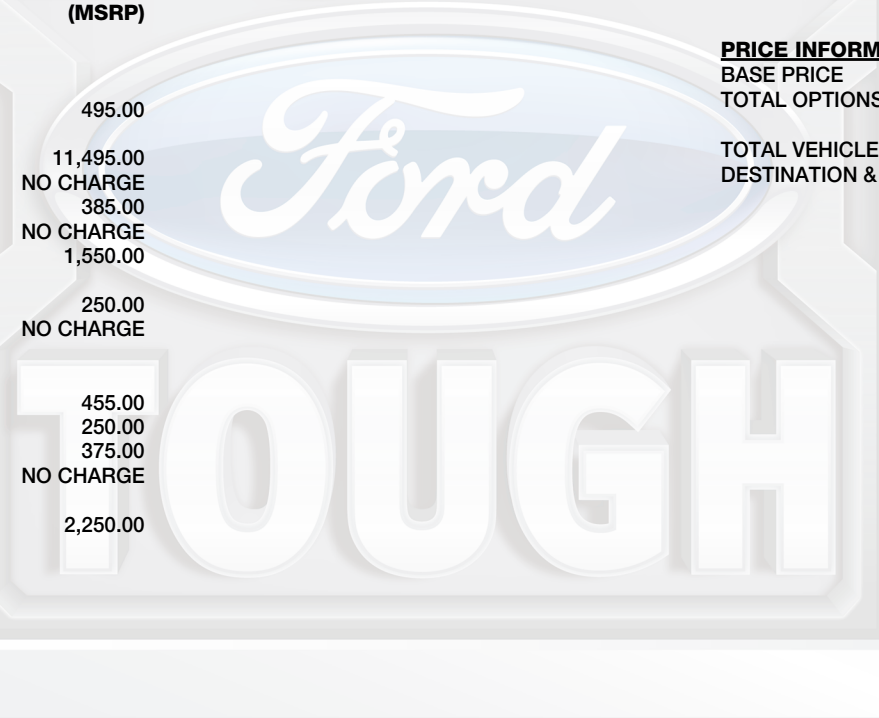 (MSRP)
495.00
11,495.00
NO CHARGE
385.00
NO CHARGE
1,550.00
250.00
NO CHARGE
455.00
250.00
375.00
NO CHARGE
2,250.00
PRICE INFORM
BASE PRICE
TOTAL OPTIONS
TOTAL VEHICLE
DESTINATION &
Ford
TOUGH